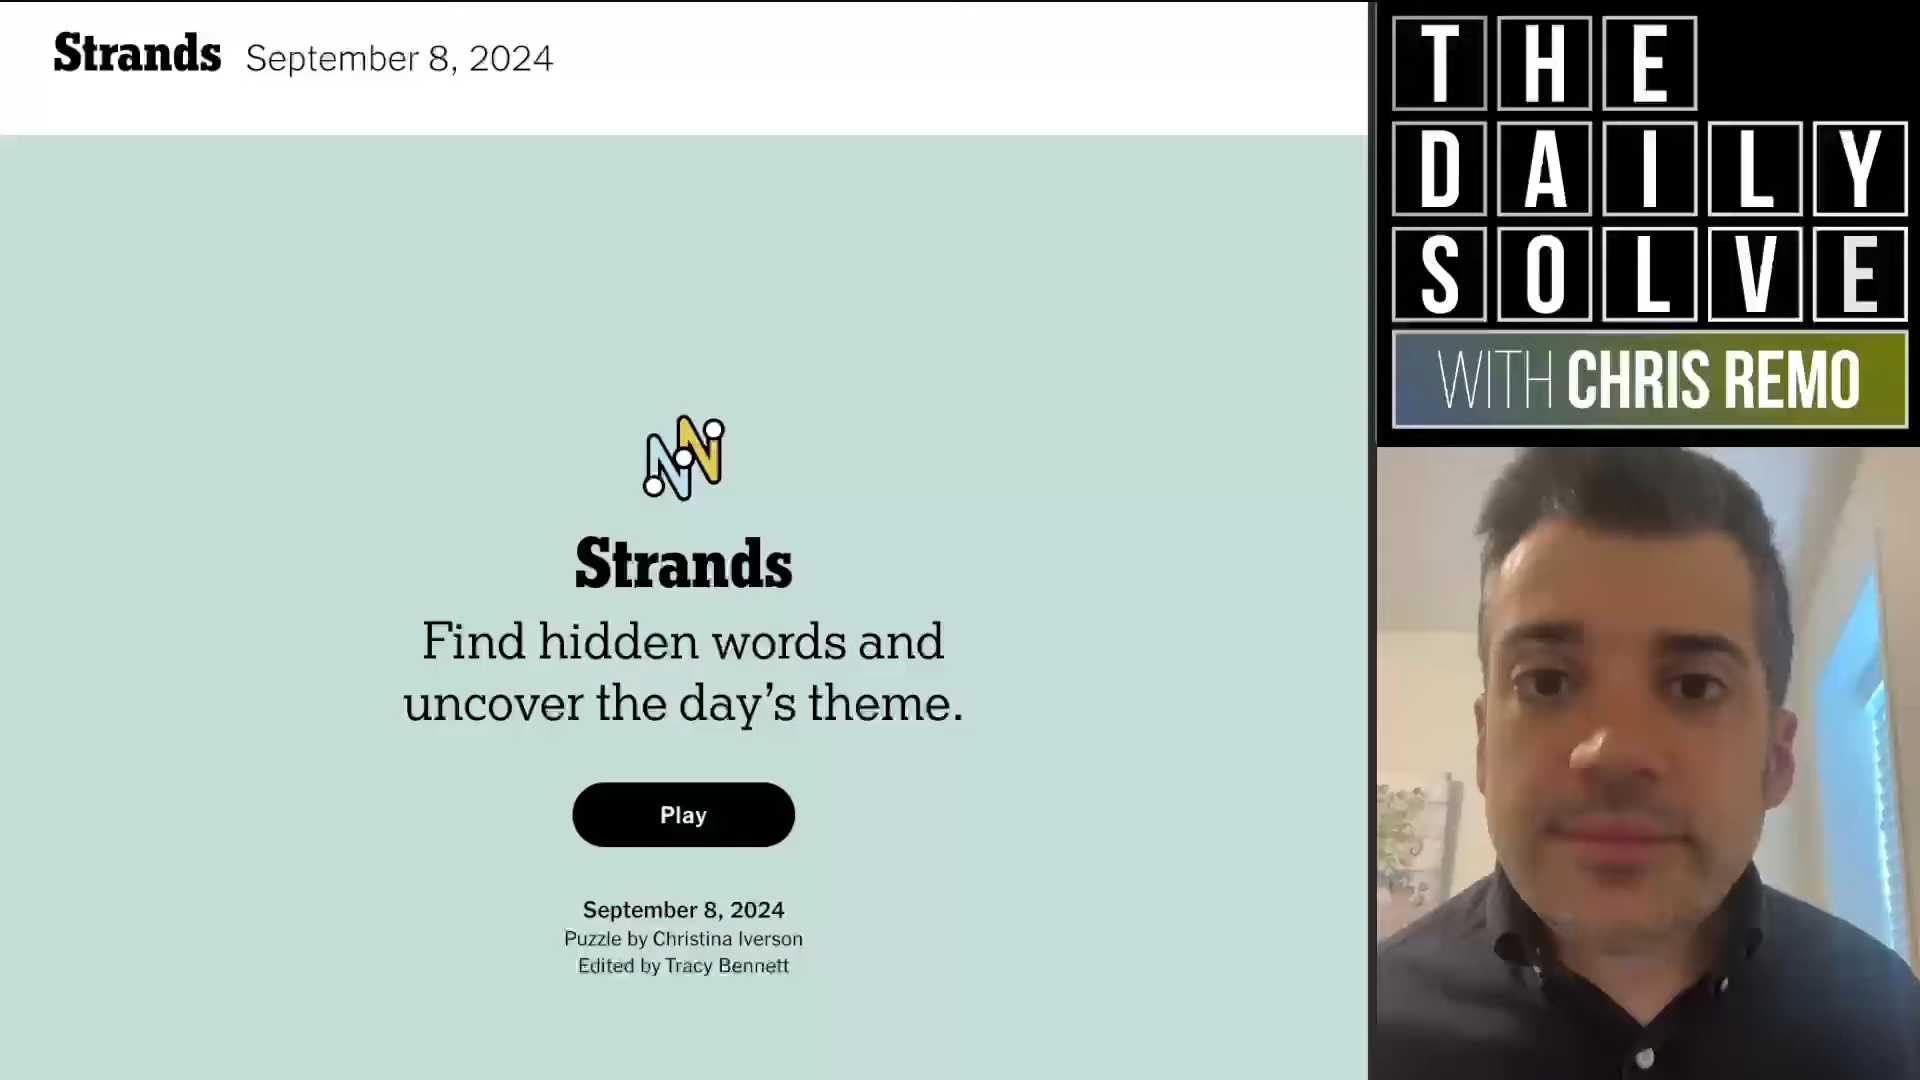 Strands September 8, 2024
Strands
Find hidden words and
uncover the day's theme.
Play
September 8, 2024
Puzzle by Christina Iverson
Edited by Tracy Bennett
THE
DAILY
SOLVE
WITH CHRIS REMO